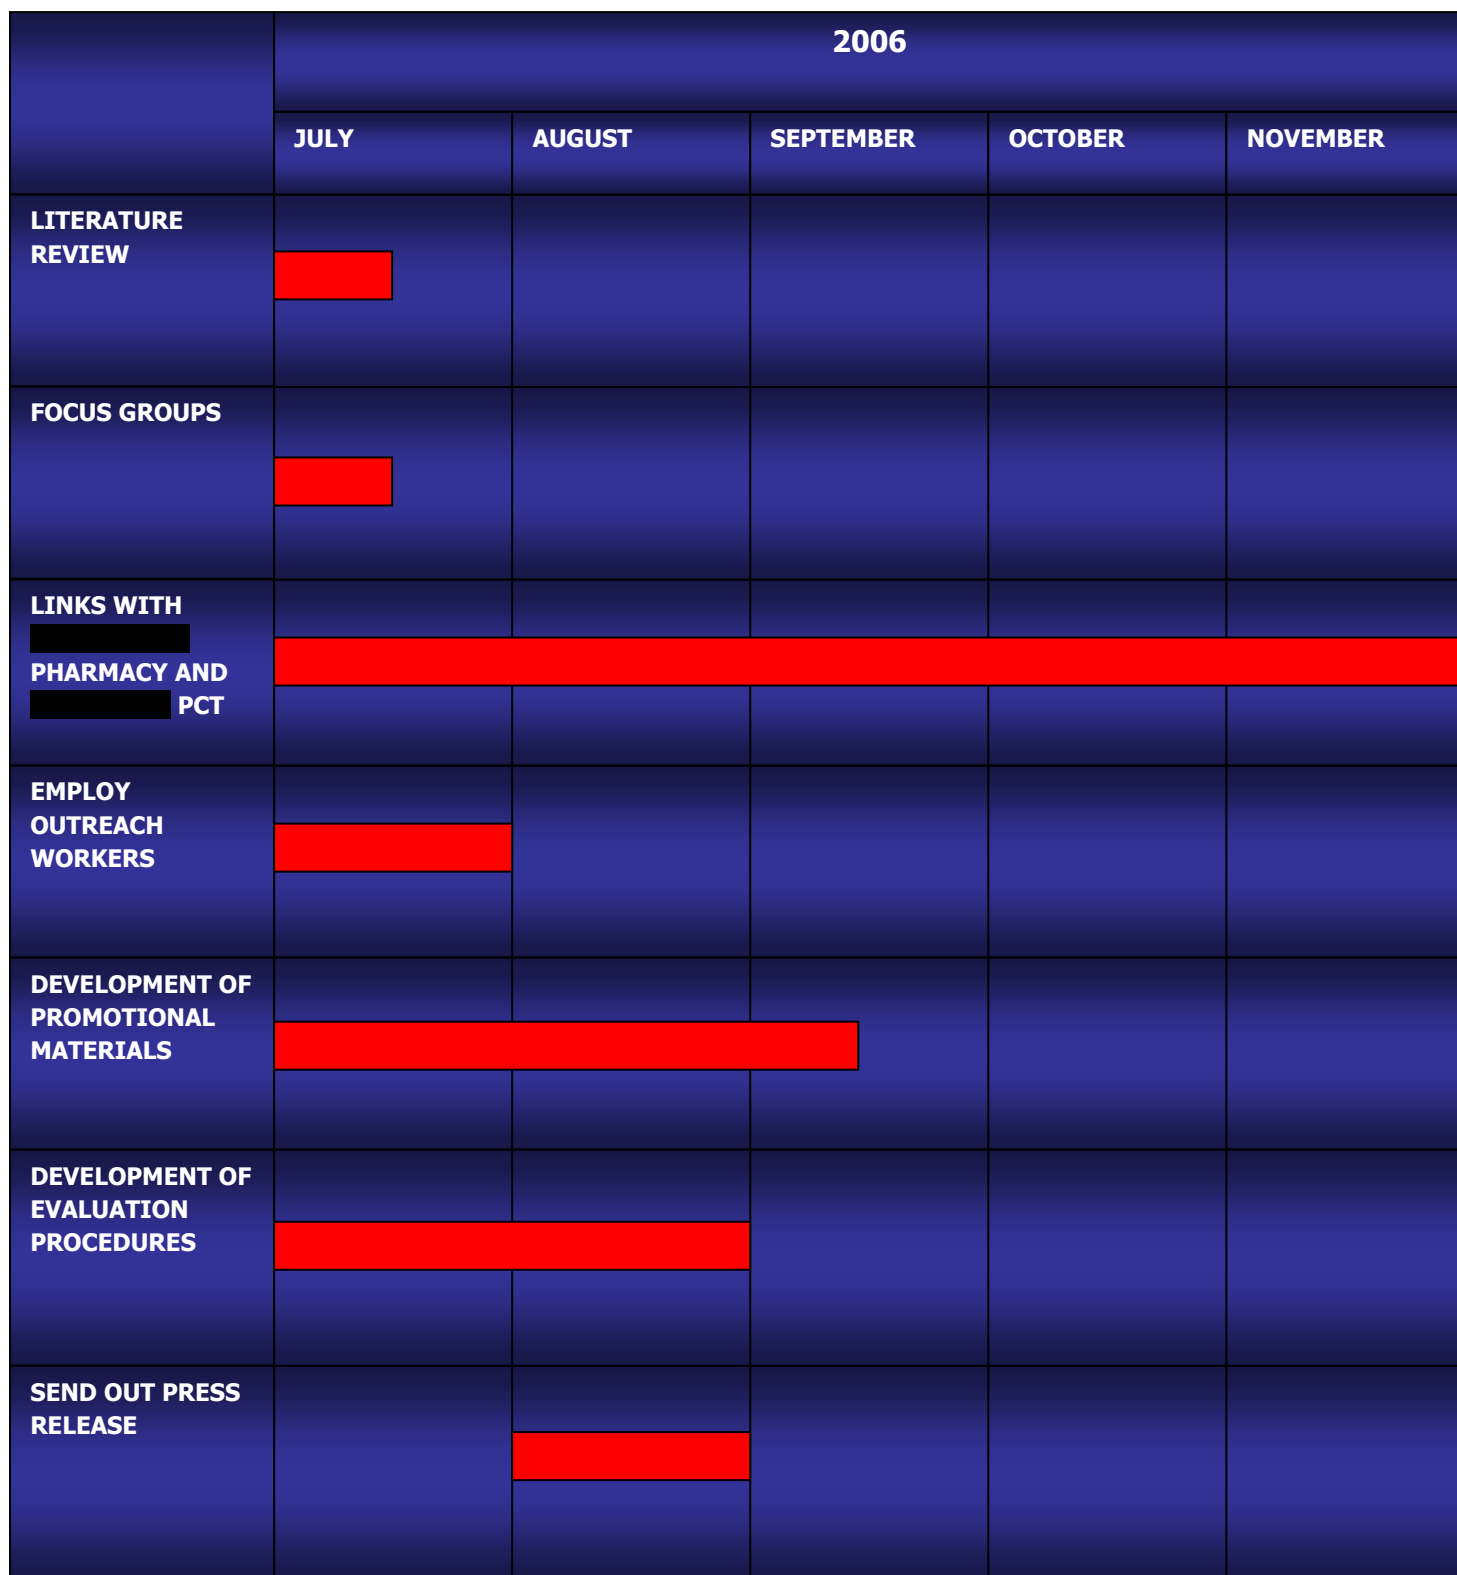 2006
JULY
AUGUST
SEPTEMBER
OCTOBER
NOVEMBER
LITERATURE
REVIEW
FOCUS GROUPS
LINKS WITH
PHARMACY AND
PCT
EMPLOY
OUTREACH
WORKERS
DEVELOPMENT OF
PROMOTIONAL
MATERIALS
DEVELOPMENT OF
EVALUATION
PROCEDURES
SEND OUT PRESS
RELEASE